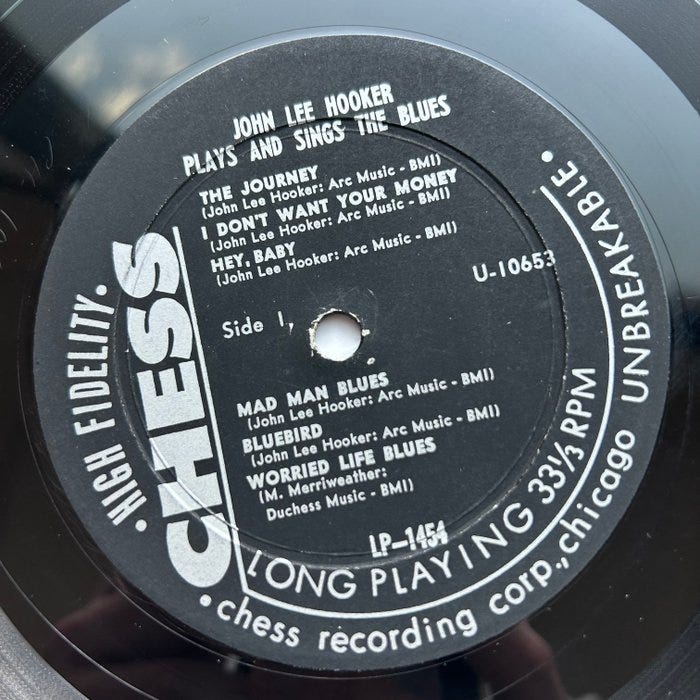 JOHN LEE HOOKER
PLAYS AND SINGS THE BLUES
THE JOURNEY
(John Lee Hooker: Arc Music - BMI)
I DON'T WANT YOUR MONEY
(John Lee Hooker: Arc Music - BMI)
HEY, BABY
(John Lee Hooker: Arc Music - BMI)
U-10653
Side 1,
MAD MAN BLUES
(John Lee Hooker: Arc Music - BMI)
BLUEBIRD
(John Lee Hooker: Arc Music - BMI)
WORRIED LIFE BLUES
(M. Merriweather:
Duchess Music - BMI)
LP-1454
CHESS
• HIGH FIDELITY •
LONG PLAYING 33⅓ RPM
• chess recording corp., chicago UNBREAKABLE •